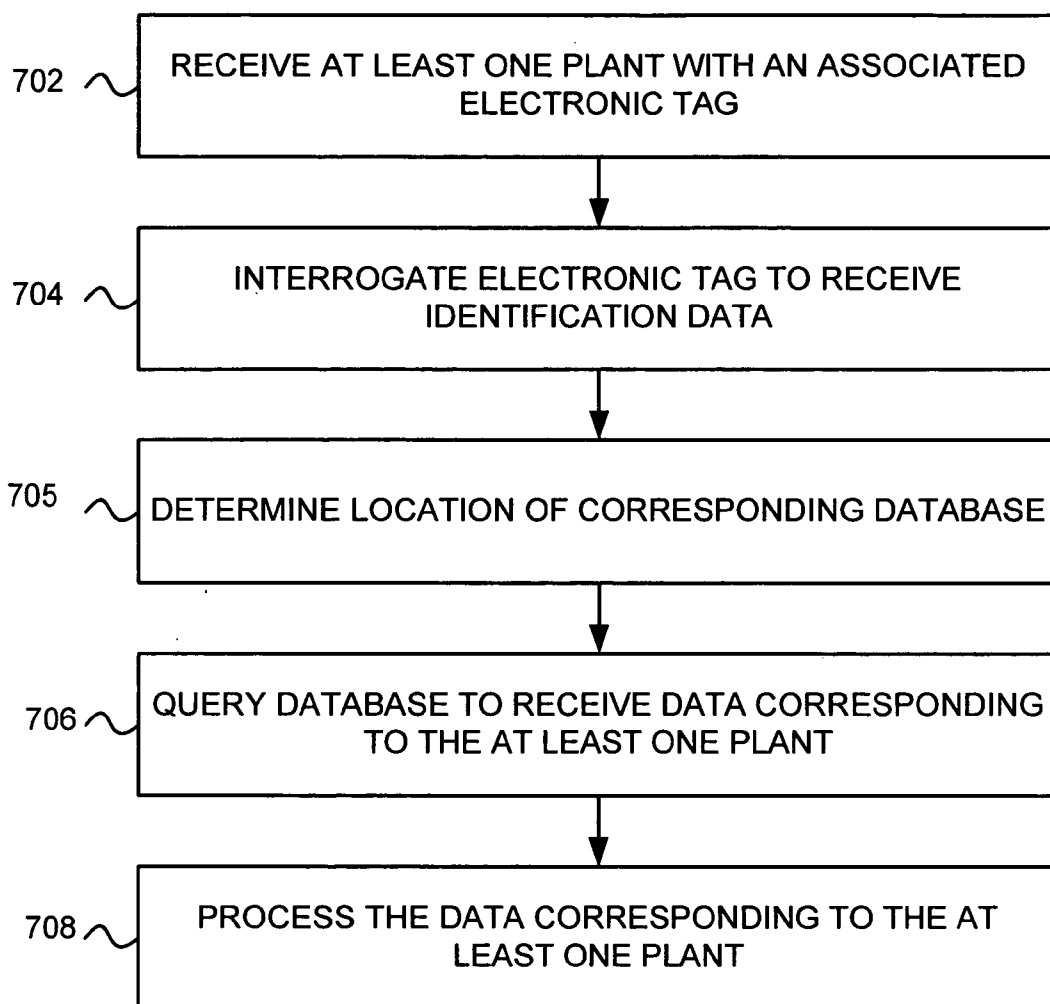 702
RECEIVE AT LEAST ONE PLANT WITH AN ASSOCIATED
ELECTRONIC TAG
704
INTERROGATE ELECTRONIC TAG TO RECEIVE
IDENTIFICATION DATA
705
DETERMINE LOCATION OF CORRESPONDING DATABASE
706
QUERY DATABASE TO RECEIVE DATA CORRESPONDING
TO THE AT LEAST ONE PLANT
708
PROCESS THE DATA CORRESPONDING TO THE AT
LEAST ONE PLANT